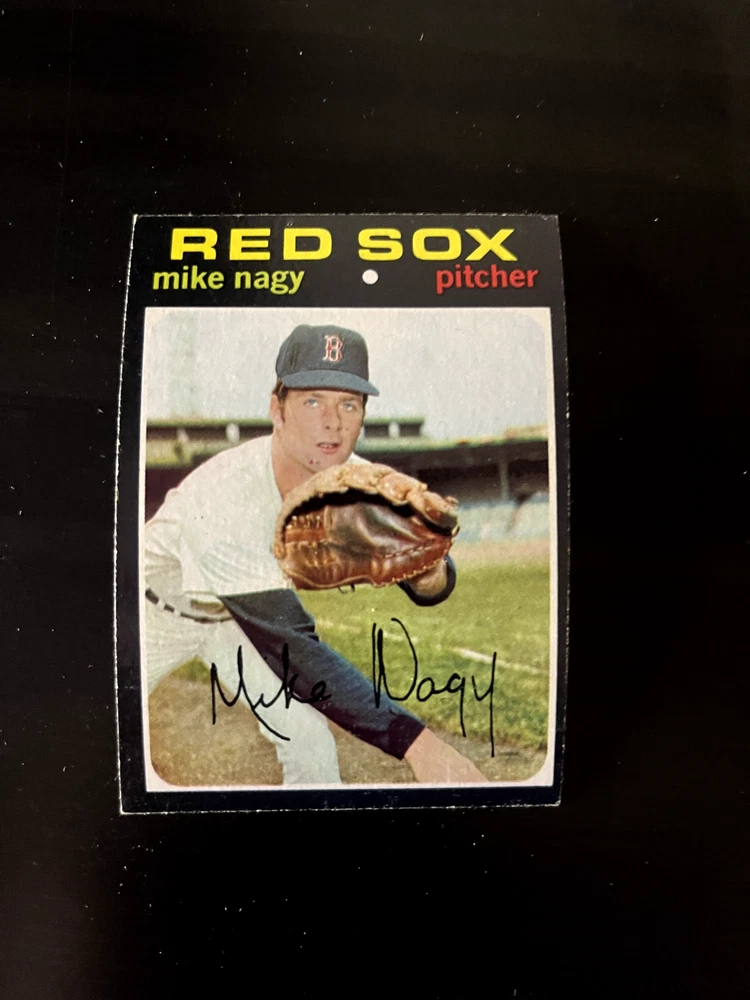 RED SOX
mike nagy • pitcher
B
Mike Nagy